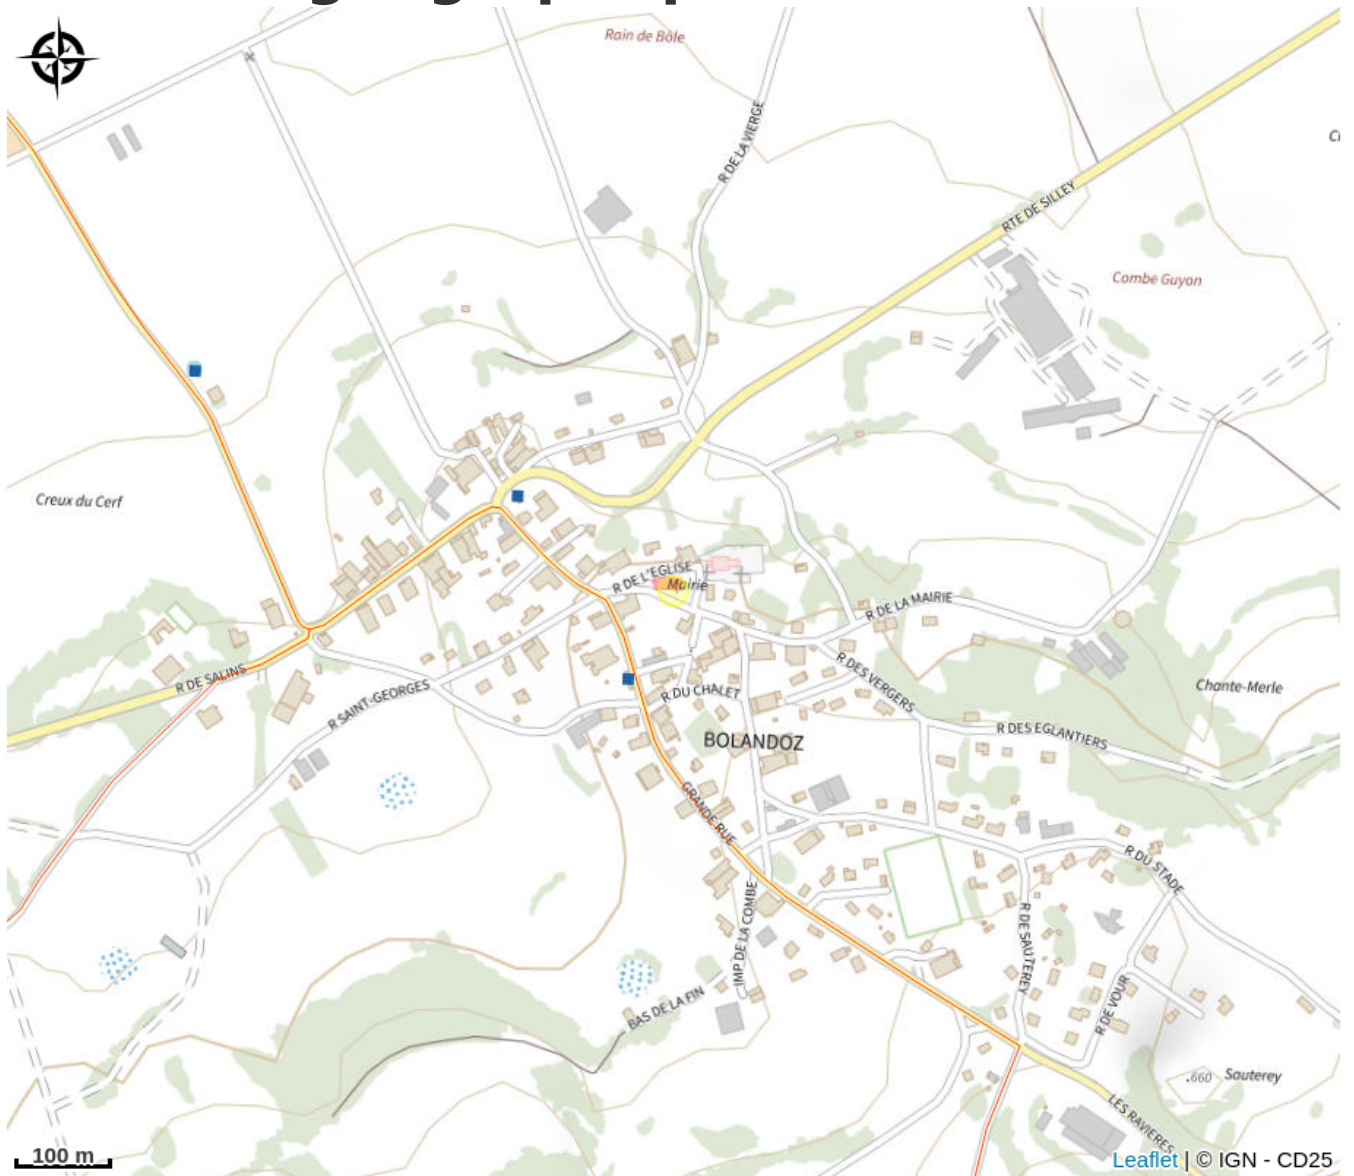 Rain de Bôle
R DE LA VIERGE
RTE DE SILLEY
Combe Guyon
Creux du Cerf
R DE L'EGLISE
Mairie
R DE LA MAIRIE
R DE SALINS
R SAINT-GEORGES
R DU CHALET
R DES VERGERS
Chante-Merle
R DES EGLANTIERS
BOLANDOZ
GRANDE RUE
R DU STADE
IMP DE LA COMBE
R DE SAUTEREY
BAS DE LA FIN
R DE VOUR
.660
Sauterey
LES RAVIERES
100 m
Leaflet | © IGN - CD25